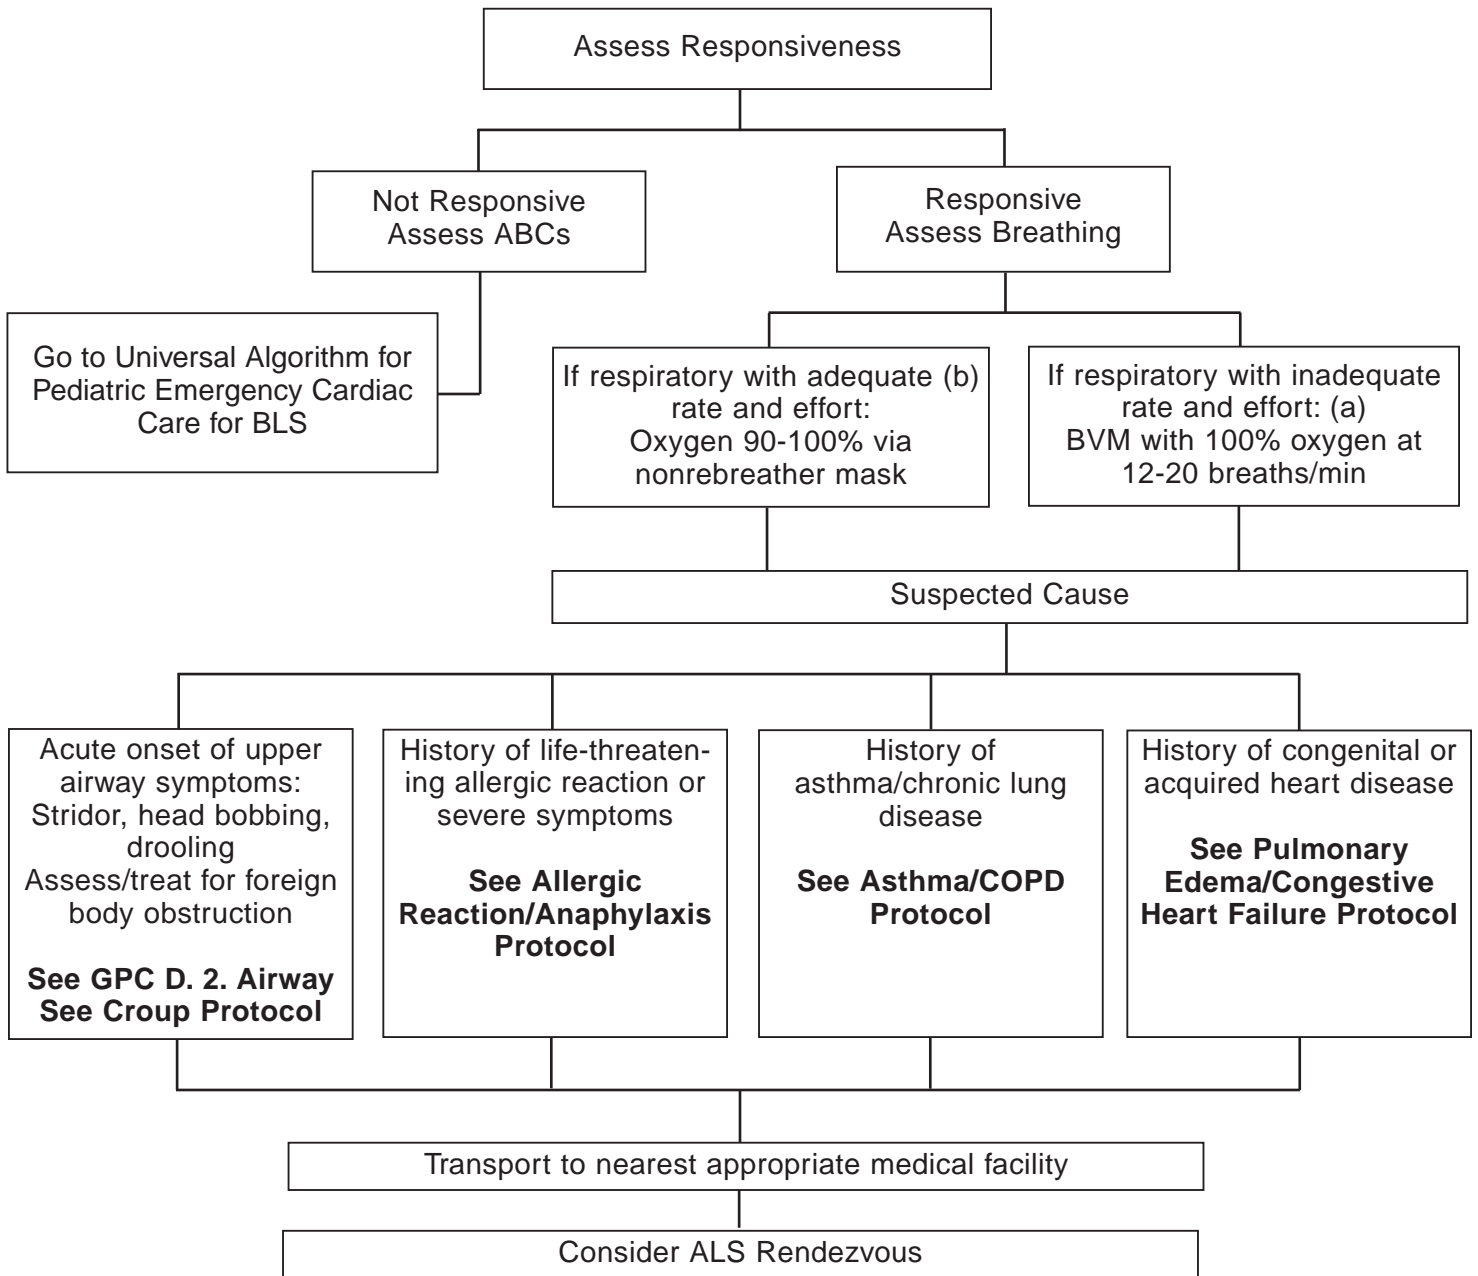 Assess Responsiveness
Not Responsive
Assess ABCs
Responsive
Assess Breathing
Go to Universal Algorithm for
Pediatric Emergency Cardiac
Care for BLS
If respiratory with adequate (b)
rate and effort:
Oxygen 90-100% via
nonrebreather mask
If respiratory with inadequate
rate and effort: (a)
BVM with 100% oxygen at
12-20 breaths/min
Suspected Cause
Acute onset of upper
airway symptoms:
Stridor, head bobbing,
drooling
Assess/treat for foreign
body obstruction
See GPC D. 2. Airway
See Croup Protocol
History of life-threaten-
ing allergic reaction or
severe symptoms
See Allergic
Reaction/Anaphylaxis
Protocol
History of
asthma/chronic lung
disease
See Asthma/COPD
Protocol
History of congenital or
acquired heart disease
See Pulmonary
Edema/Congestive
Heart Failure Protocol
Transport to nearest appropriate medical facility
Consider ALS Rendezvous